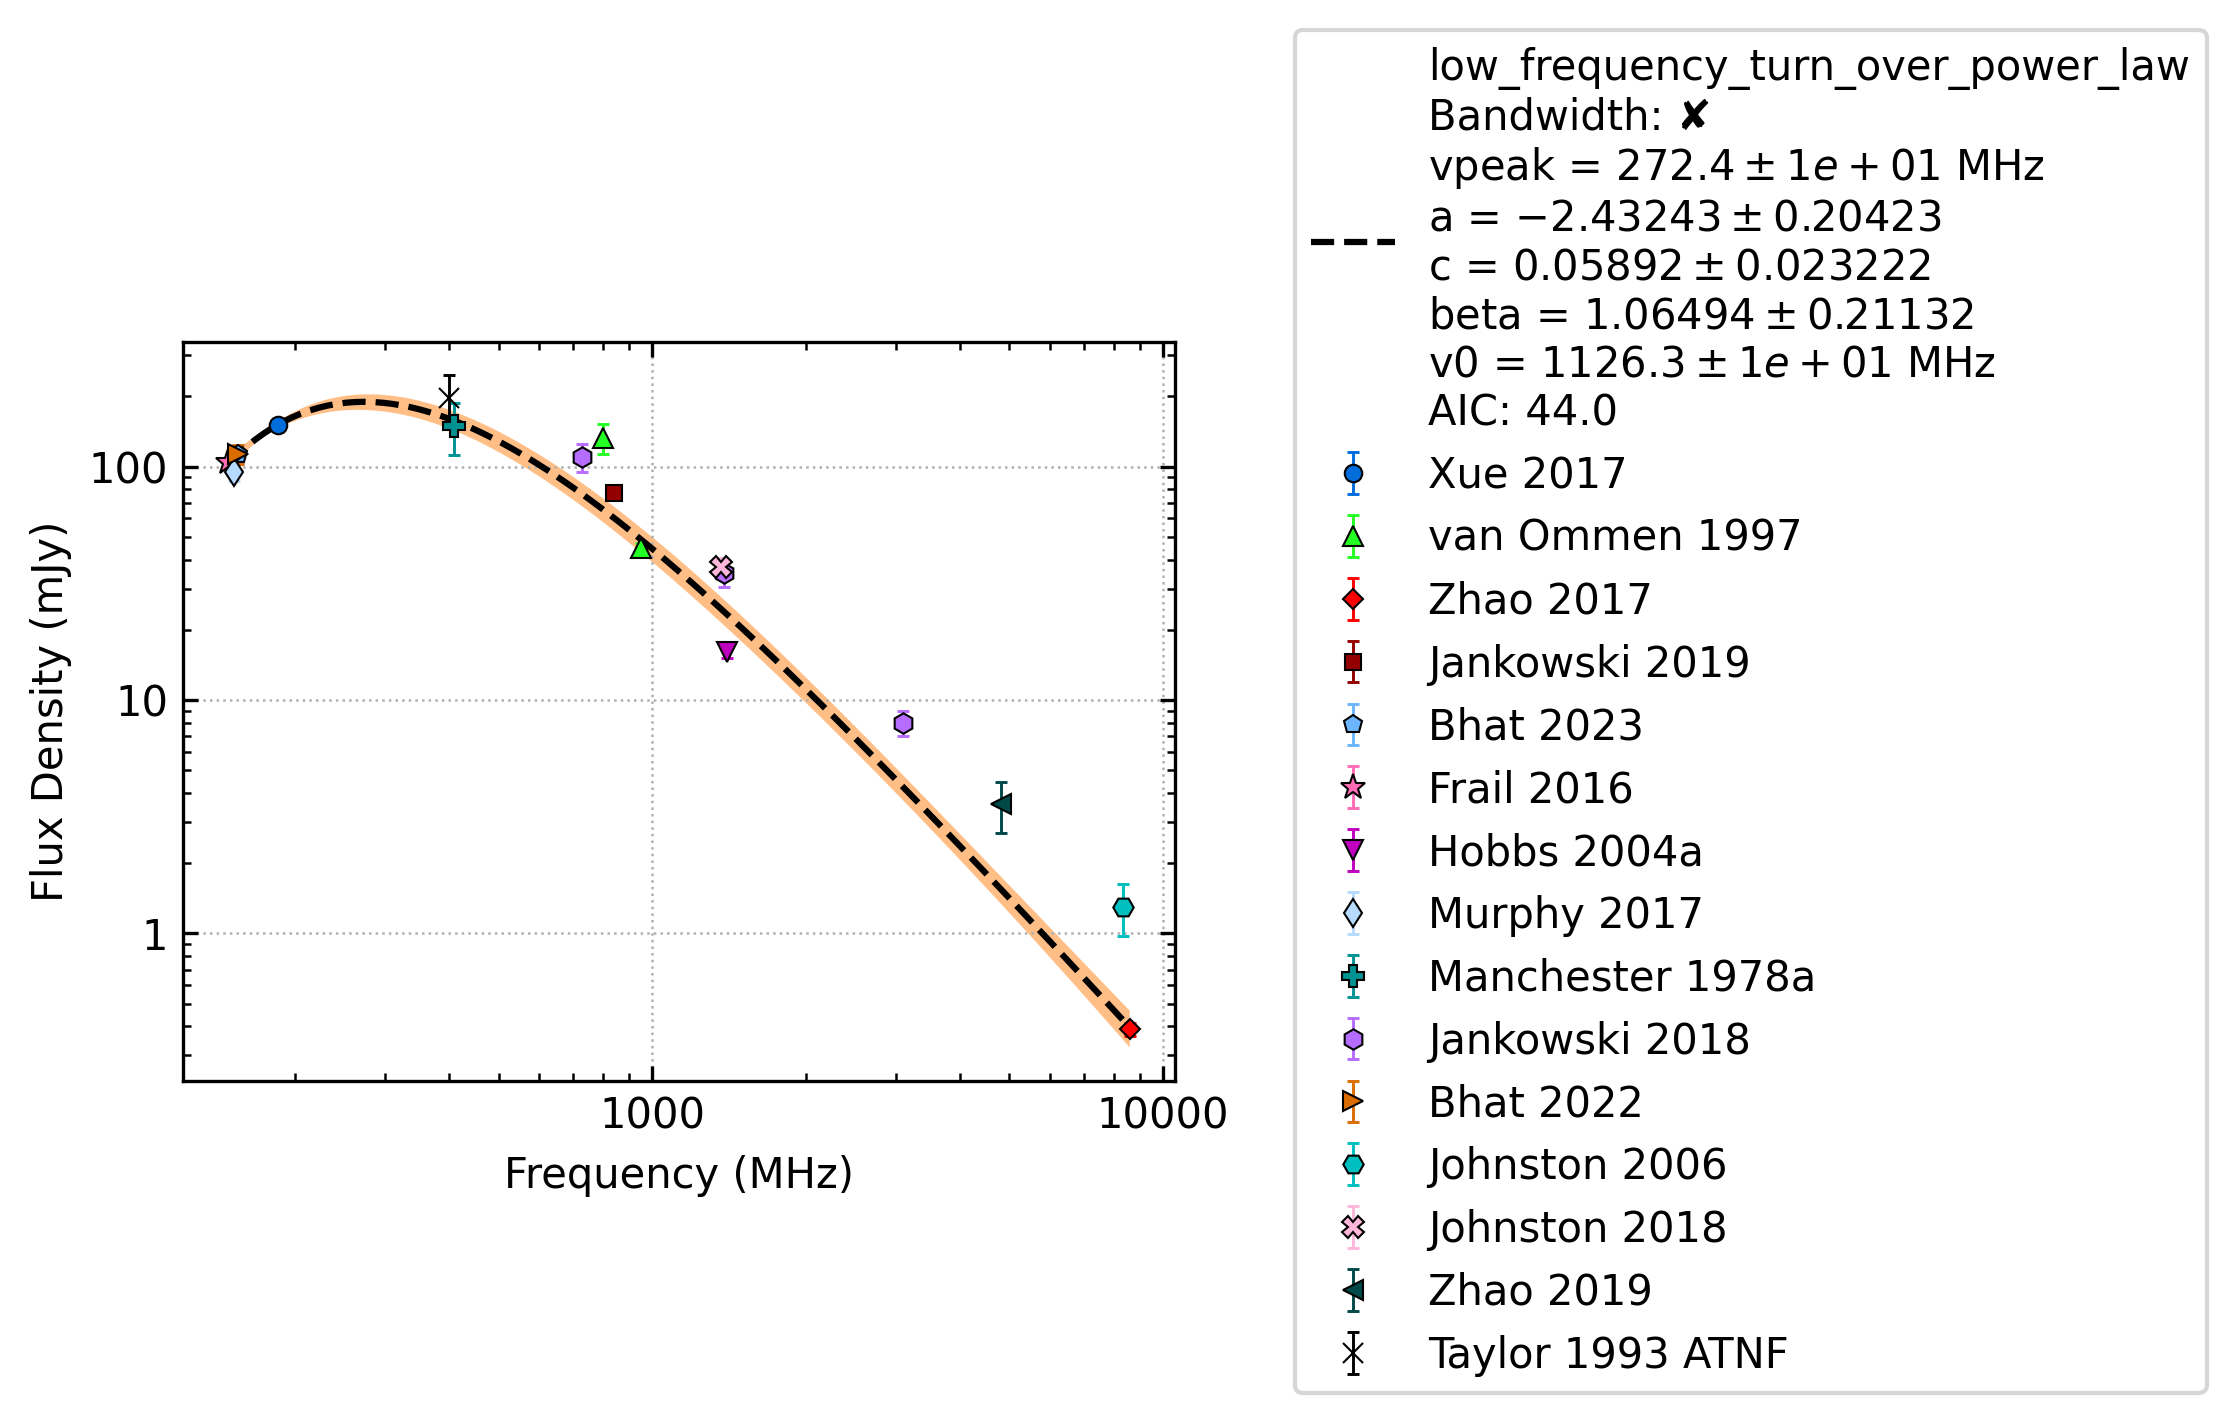 low_frequency_turn_over_power_law
Bandwidth: ✘
vpeak = 272.4 ± 1e + 01 MHz
a = −2.43243 ± 0.20423
c = 0.05892 ± 0.023222
beta = 1.06494 ± 0.21132
v0 = 1126.3 ± 1e + 01 MHz
AIC: 44.0
Xue 2017
van Ommen 1997
Zhao 2017
Jankowski 2019
Bhat 2023
Frail 2016
Hobbs 2004a
Murphy 2017
Manchester 1978a
Jankowski 2018
Bhat 2022
Johnston 2006
Johnston 2018
Zhao 2019
Taylor 1993 ATNF
Flux Density (mJy)
100
10
1
1000
10000
Frequency (MHz)